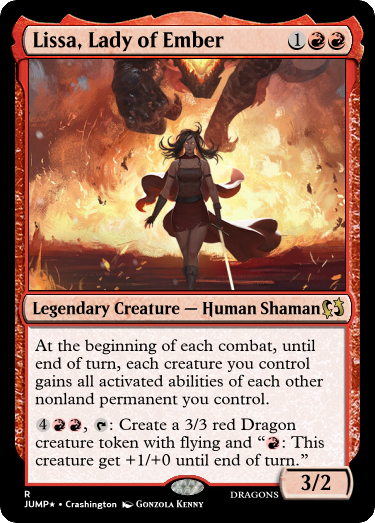 Lissa, Lady of Ember 1
Legendary Creature — Human Shaman
At the beginning of each combat, until
end of turn, each creature you control
gains all activated abilities of each other
nonland permanent you control.
4, : Create a 3/3 red Dragon
creature token with flying and “: This
creature get +1/+0 until end of turn.”
3/2
R
JUMP★ • Crashington Gonzola Kenny
DRAGONS